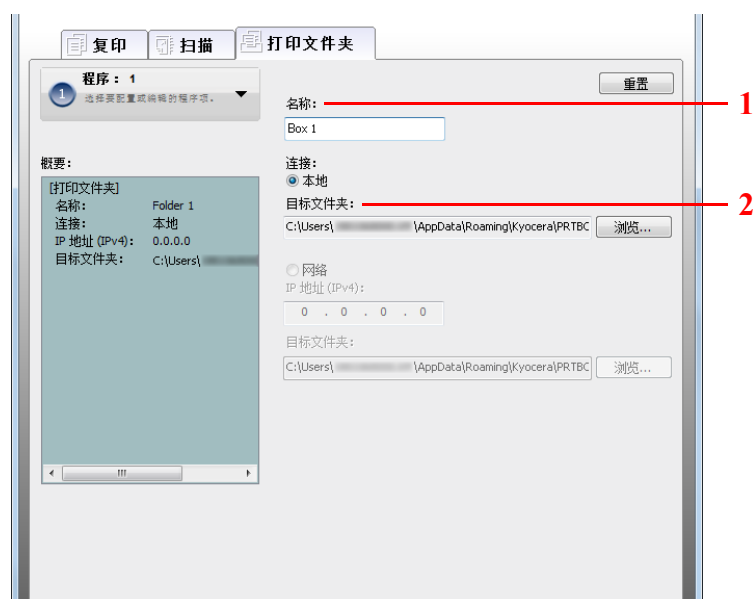 复印
扫描
打印文件夹
1
程序： 1
选择要配置或编辑的程序项。
重置
名称：
1
Box 1
概要：
[打印文件夹]
名称： Folder 1
连接： 本地
IP 地址 (IPv4)： 0.0.0.0
目标文件夹： C:\Users\
连接：
本地
目标文件夹：
2
C:\Users\ \AppData\Roaming\Kyocera\PRTBC
浏览...
网络
IP 地址 (IPv4)：
0 . 0 . 0 . 0
目标文件夹：
C:\Users\ \AppData\Roaming\Kyocera\PRTBC
浏览...